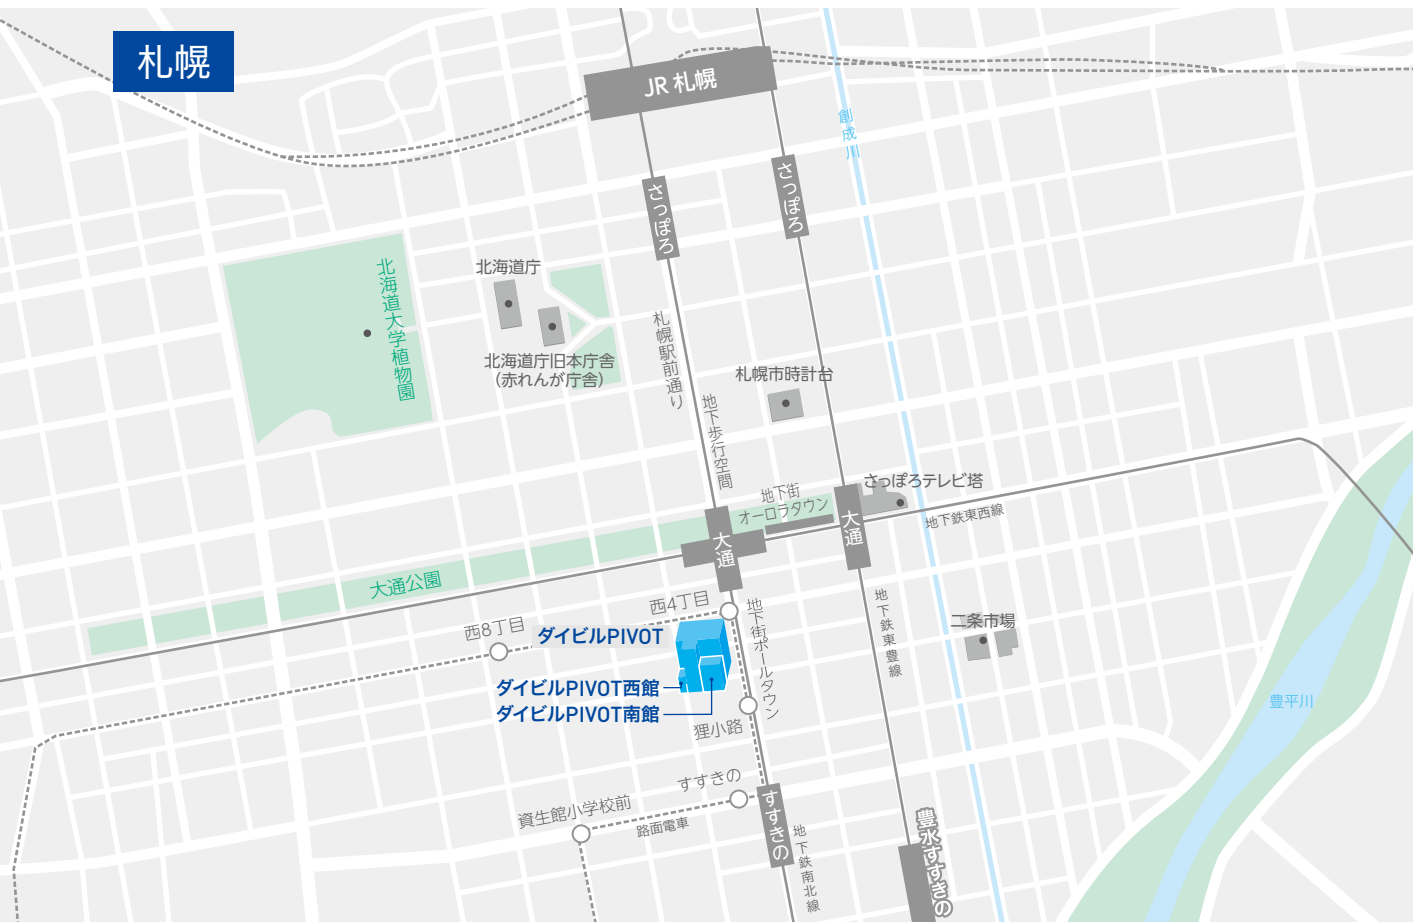 札幌
JR 札幌
創成川
さっぽろ
さっぽろ
北海道庁
北海道大学植物園
北海道庁旧本庁舎
（赤れんが庁舎）
札幌駅前通り
札幌市時計台
地下歩行空間
さっぽろテレビ塔
地下街
オーロラタウン
大通
大通
地下鉄東西線
大通公園
西4丁目
地下街ポールタウン
地下鉄東豊線
二条市場
西8丁目
ダイビルPIVOT
ダイビルPIVOT西館
ダイビルPIVOT南館
豊平川
狸小路
すすきの
すすきの
資生館小学校前
路面電車
地下鉄南北線
豊水すすきの